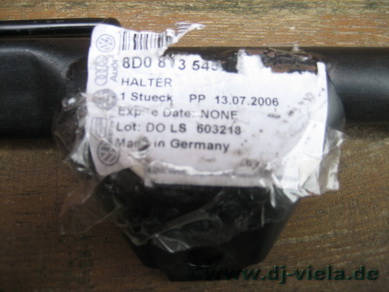 Audi
8D0 813 545
HALTER
1 Stueck PP 13.07.2006
Expire Date: NONE
Lot: DO LS 603218
Made in Germany
www.dj-viela.de